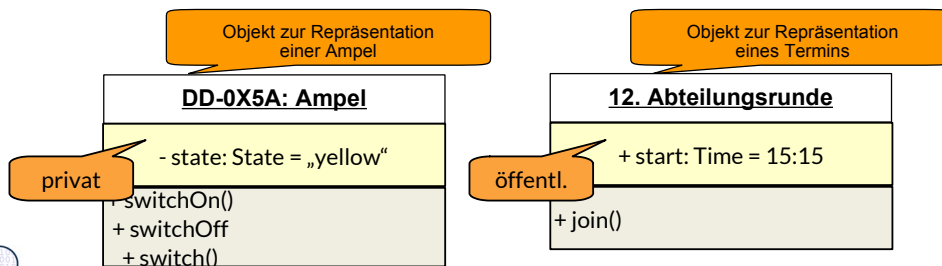 Objekt zur Repräsentation
einer Ampel
DD-0X5A: Ampel
- state: State = „yellow“
privat
+ switchOn()
+ switchOff
+ switch()
Objekt zur Repräsentation
eines Termins
12. Abteilungsrunde
+ start: Time = 15:15
öffentl.
+ join()